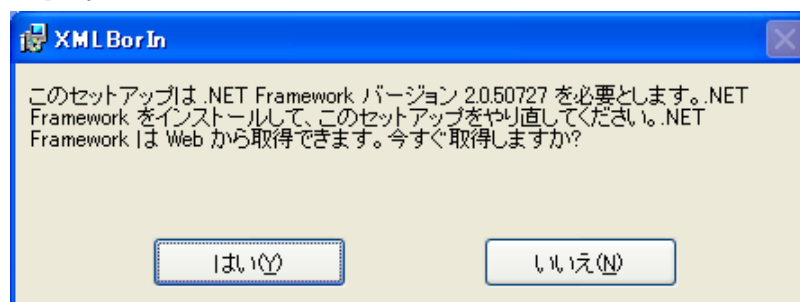 XMLBorIn
このセットアップは .NET Framework バージョン 2.0.50727 を必要とします。.NET
Framework をインストールして、このセットアップをやり直してください。.NET
Framework は Web から取得できます。今すぐ取得しますか?
はい(Y)
いいえ(N)